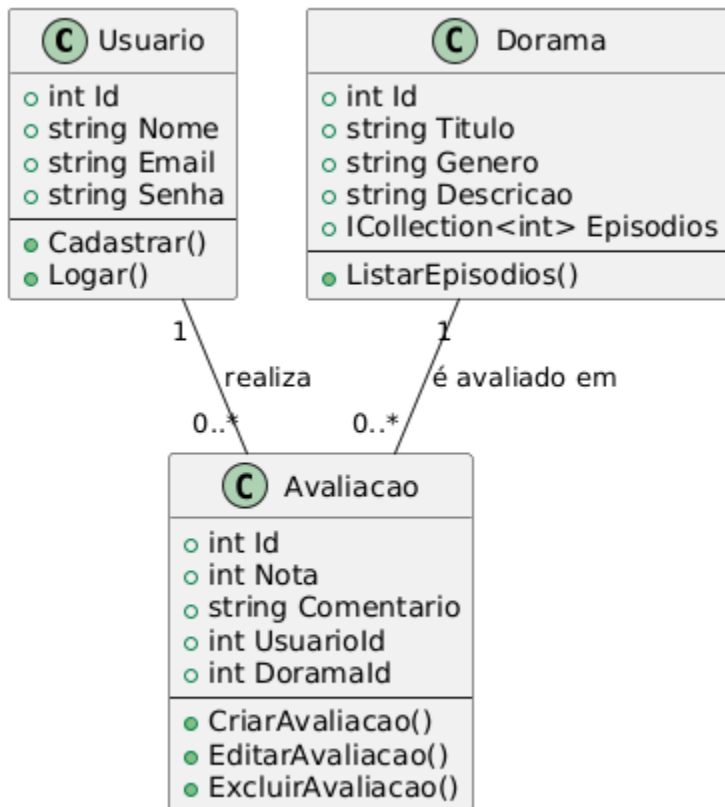 C Usuario
int Id
string Nome
string Email
string Senha
Cadastrar()
Logar()
C Dorama
int Id
string Titulo
string Genero
string Descricao
ICollection<int> Episodios
ListarEpisodios()
1
realiza
0..*
1
é avaliado em
0..*
C Avaliacao
int Id
int Nota
string Comentario
int UsuarioId
int DoramaId
CriarAvaliacao()
EditarAvaliacao()
ExcluirAvaliacao()